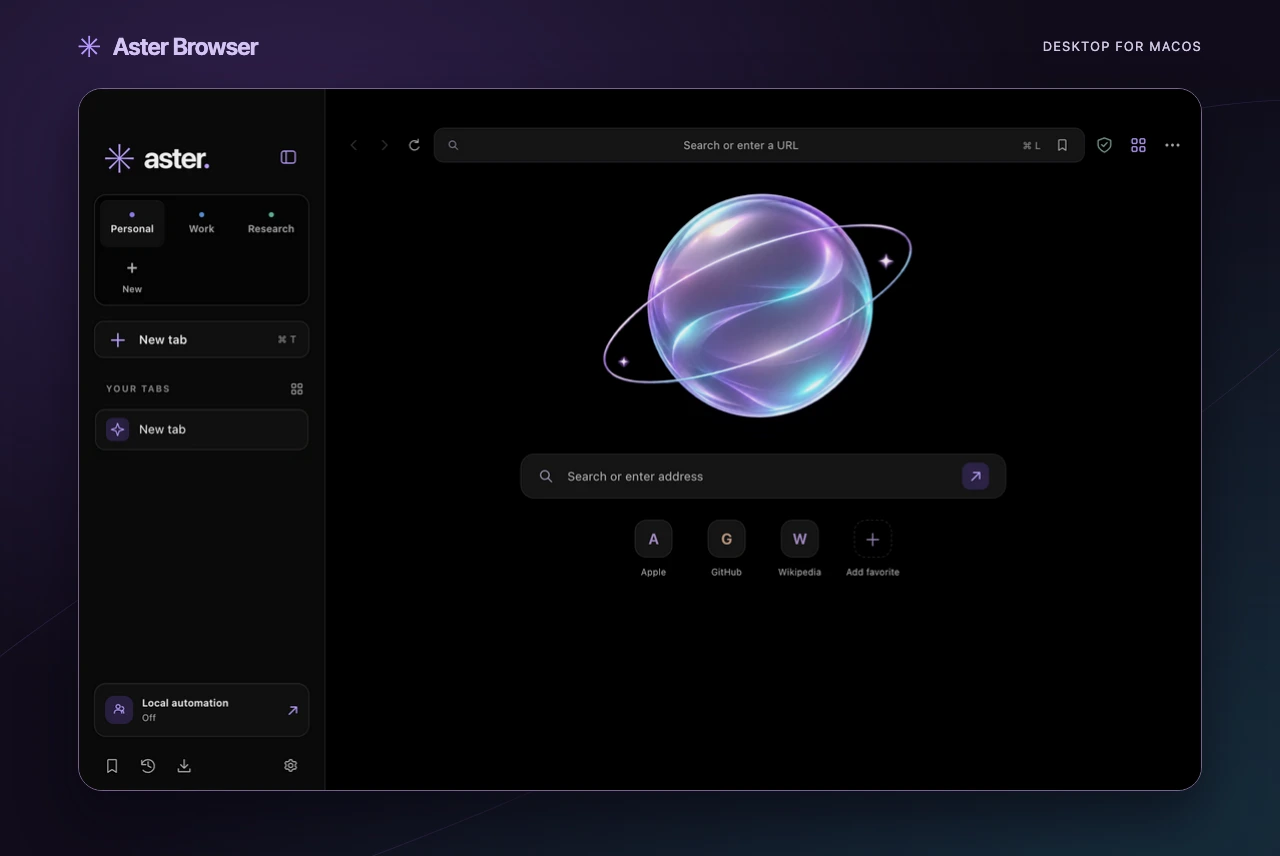 Aster Browser
DESKTOP FOR MACOS
aster.
Search or enter a URL
⌘ L
Personal
Work
Research
New
New tab
⌘ T
YOUR TABS
New tab
Search or enter address
A
G
W
Apple
GitHub
Wikipedia
Add favorite
Local automation
Off